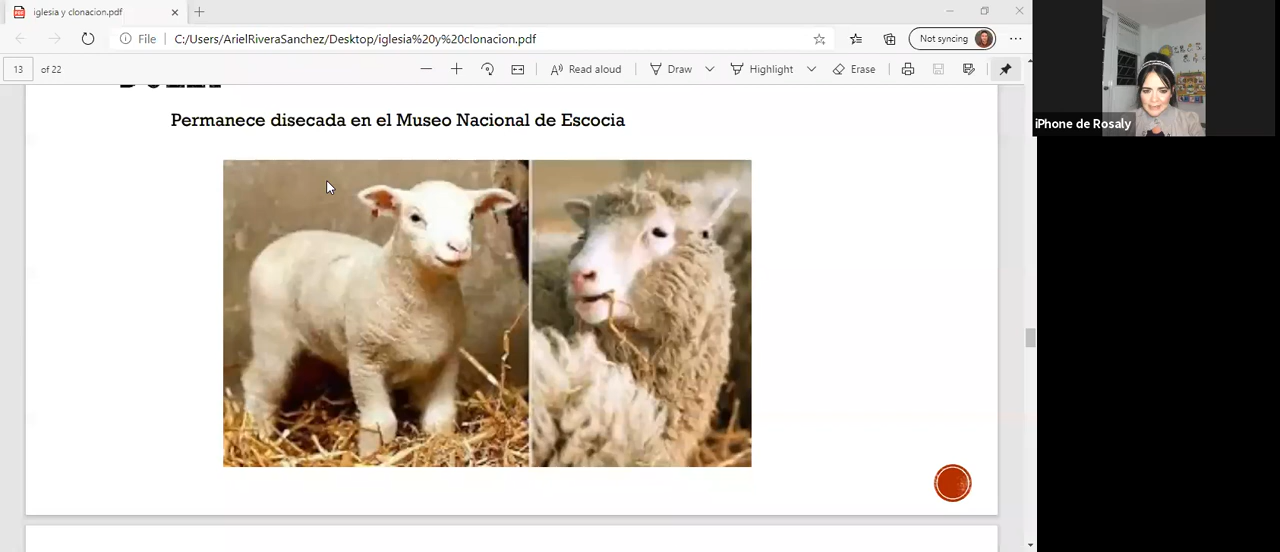 iglesia y clonacion.pdf
File C:/Users/ArielRiveraSanchez/Desktop/iglesia%20y%20clonacion.pdf Not syncing
13 of 22 Read aloud Draw Highlight Erase
Permanece disecada en el Museo Nacional de Escocia
iPhone de Rosaly